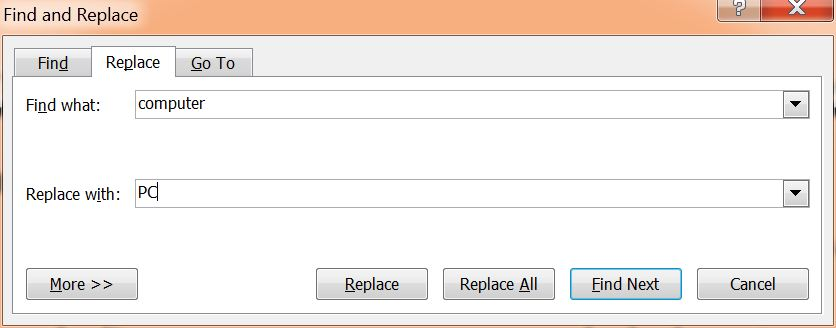 Find and Replace
Find Replace Go To
Find what: computer
Replace with: PC
More >> Replace Replace All Find Next Cancel